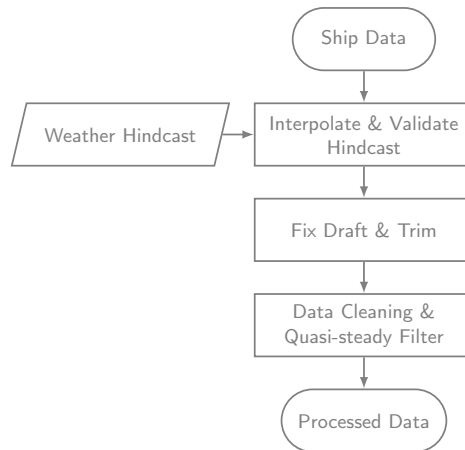 Ship Data
Weather Hindcast
Interpolate & Validate
Hindcast
Fix Draft & Trim
Data Cleaning &
Quasi-steady Filter
Processed Data